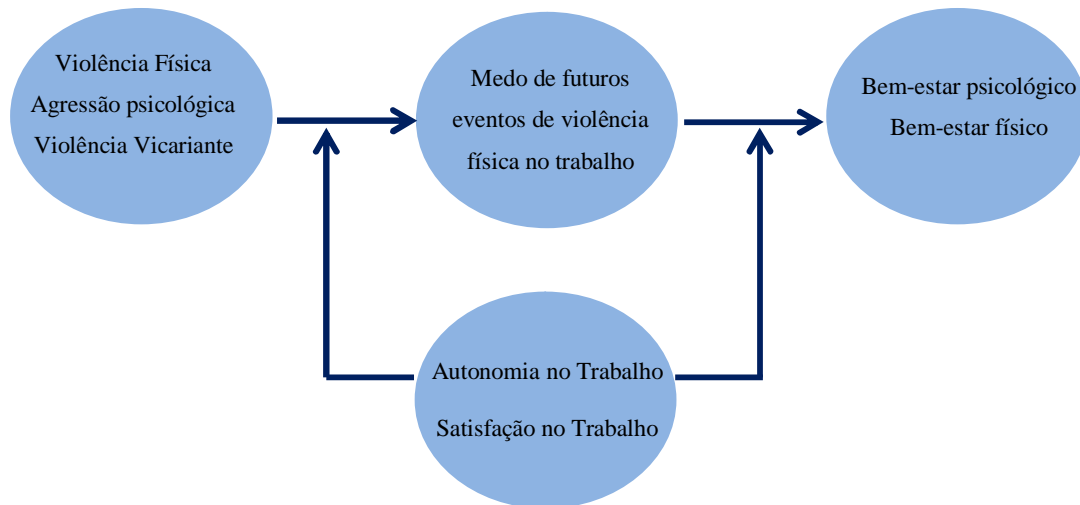 Violência Física
Agressão psicológica
Violência Vicariante
Medo de futuros
eventos de violência
física no trabalho
Bem-estar psicológico
Bem-estar físico
Autonomia no Trabalho
Satisfação no Trabalho